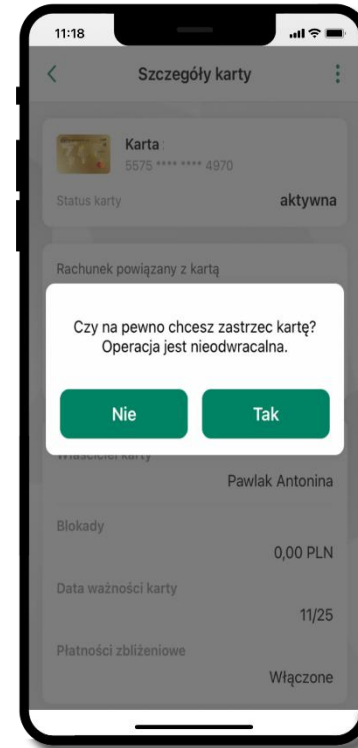 11:18
Szczegóły karty
Karta
5575 **** **** 4970
Status karty
aktywna
Rachunek powiązany z kartą
Czy na pewno chcesz zastrzec kartę?
Operacja jest nieodwracalna.
Nie
Tak
Właściciel karty
Pawlak Antonina
Blokady
0,00 PLN
Data ważności karty
11/25
Płatności zbliżeniowe
Włączone